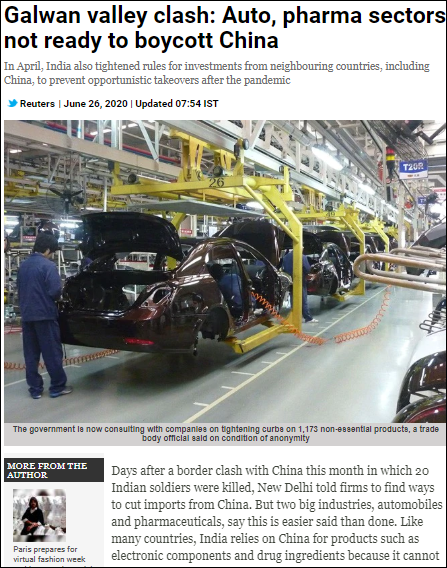 Galwan valley clash: Auto, pharma sectors
not ready to boycott China
In April, India also tightened rules for investments from neighbouring countries, including
China, to prevent opportunistic takeovers after the pandemic
Reuters | June 26, 2020 | Updated 07:54 IST
26
T20R
The government is now consulting with companies on tightening curbs on 1,173 non-essential products, a trade
body official said on condition of anonymity
MORE FROM THE
AUTHOR
Paris prepares for
virtual fashion week
Days after a border clash with China this month in which 20
Indian soldiers were killed, New Delhi told firms to find ways
to cut imports from China. But two big industries, automobiles
and pharmaceuticals, say this is easier said than done. Like
many countries, India relies on China for products such as
electronic components and drug ingredients because it cannot